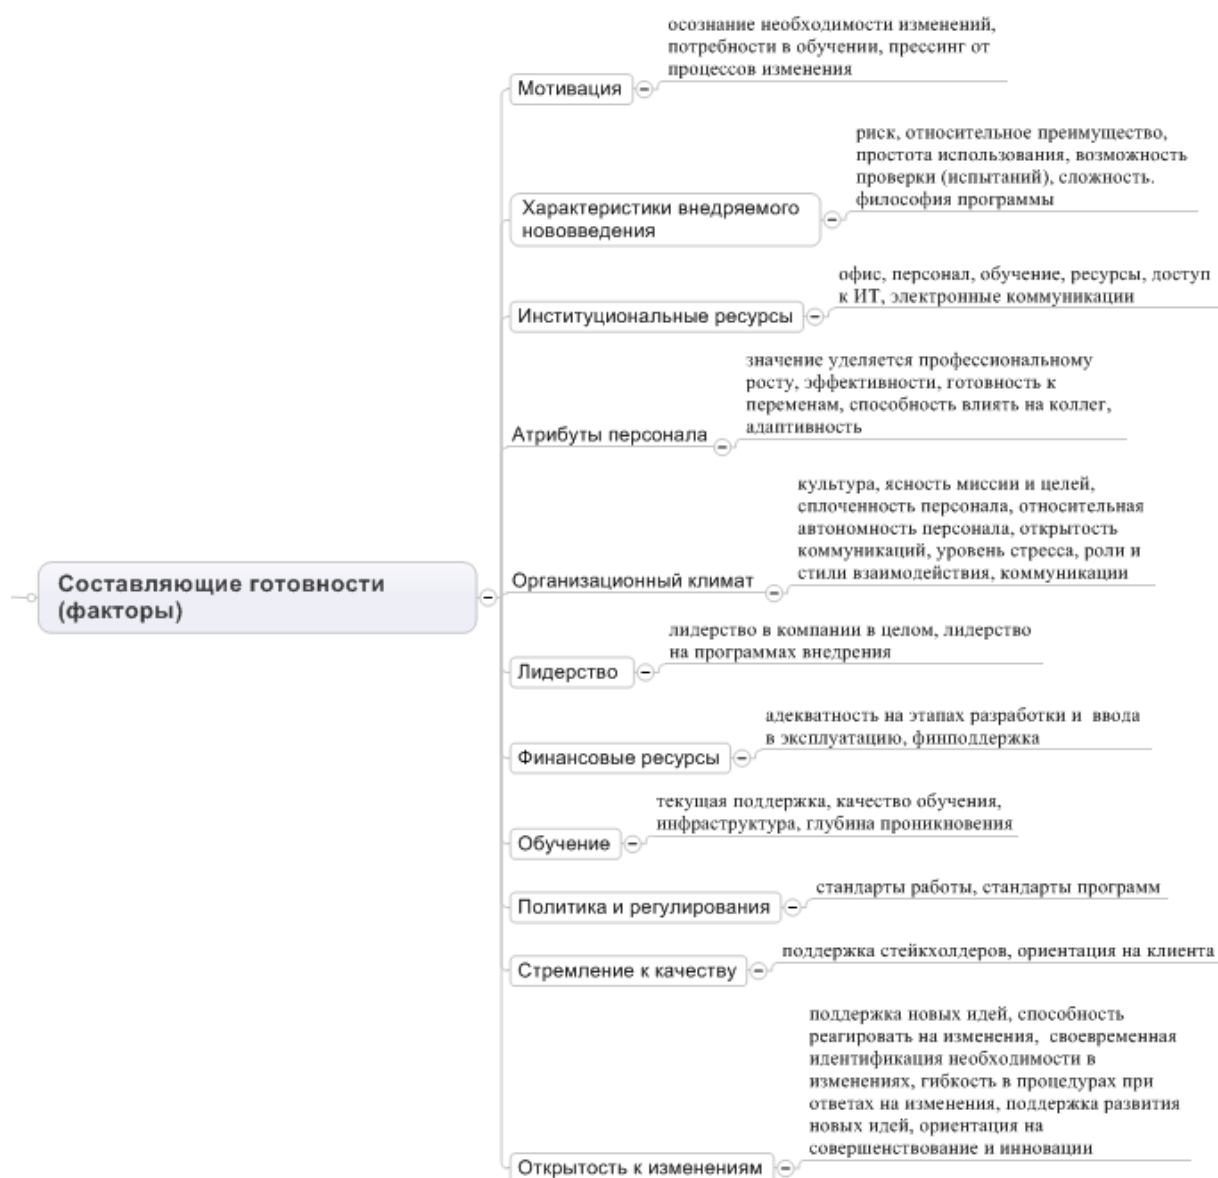 осознание необходимости изменений,
потребности в обучении, прессинг от
процессов изменения
Мотивация
риск, относительное преимущество,
простота использования, возможность
проверки (испытаний), сложность.
философия программы
Характеристики внедряемого
нововведения
офис, персонал, обучение, ресурсы, доступ
к ИТ, электронные коммуникации
Институциональные ресурсы
значение уделяется профессиональному
росту, эффективности, готовность к
переменам, способность влиять на коллег,
адаптивность
Атрибуты персонала
культура, ясность миссии и целей,
сплоченность персонала, относительная
автономность персонала, открытость
коммуникаций, уровень стресса, роли и
стили взаимодействия, коммуникации
Организационный климат
Составляющие готовности
(факторы)
лидерство в компании в целом, лидерство
на программах внедрения
Лидерство
адекватность на этапах разработки и ввода
в эксплуатацию, финподдержка
Финансовые ресурсы
текущая поддержка, качество обучения,
инфраструктура, глубина проникновения
Обучение
стандарты работы, стандарты программ
Политика и регулирования
поддержка стейкхолдеров, ориентация на клиента
Стремление к качеству
поддержка новых идей, способность
реагировать на изменения, своевременная
идентификация необходимости в
изменениях, гибкость в процедурах при
ответах на изменения, поддержка развития
новых идей, ориентация на
совершенствование и инновации
Открытость к изменениям